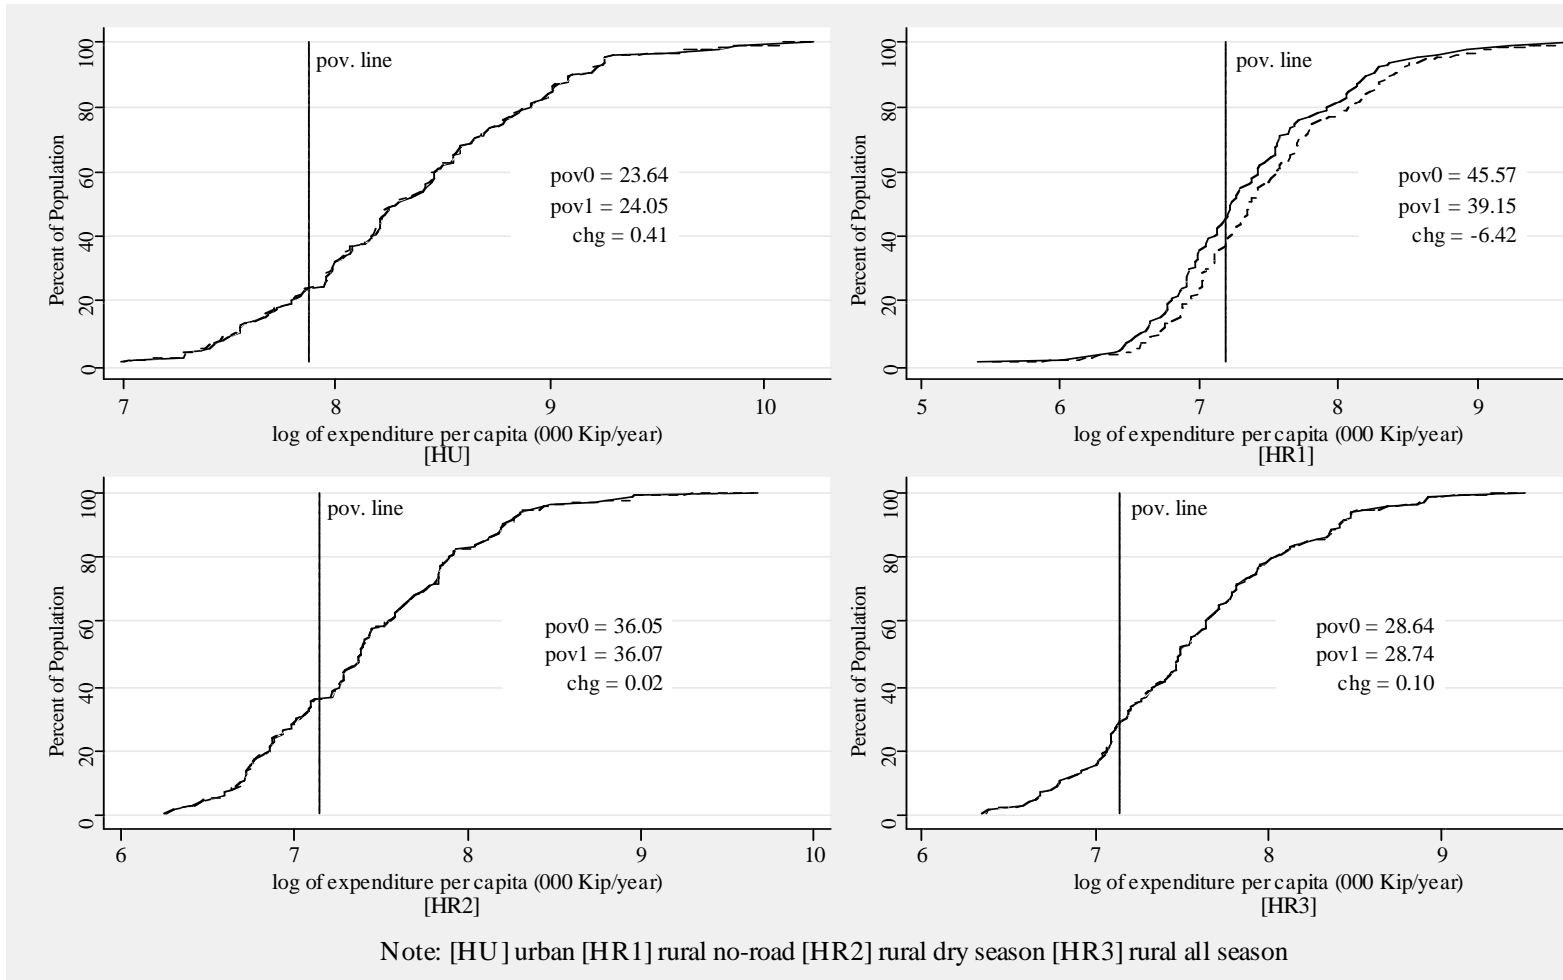 pov. line
Percent of Population
100
80
60
40
20
0
pov0 = 23.64
pov1 = 24.05
chg = 0.41
7 8 9 10
log of expenditure per capita (000 Kip/year)
[HU]
pov. line
Percent of Population
100
80
60
40
20
0
pov0 = 45.57
pov1 = 39.15
chg = -6.42
5 6 7 8 9
log of expenditure per capita (000 Kip/year)
[HR1]
pov. line
Percent of Population
100
80
60
40
20
0
pov0 = 36.05
pov1 = 36.07
chg = 0.02
6 7 8 9 10
log of expenditure per capita (000 Kip/year)
[HR2]
pov. line
Percent of Population
100
80
60
40
20
0
pov0 = 28.64
pov1 = 28.74
chg = 0.10
6 7 8 9
log of expenditure per capita (000 Kip/year)
[HR3]
Note: [HU] urban [HR1] rural no-road [HR2] rural dry season [HR3] rural all season